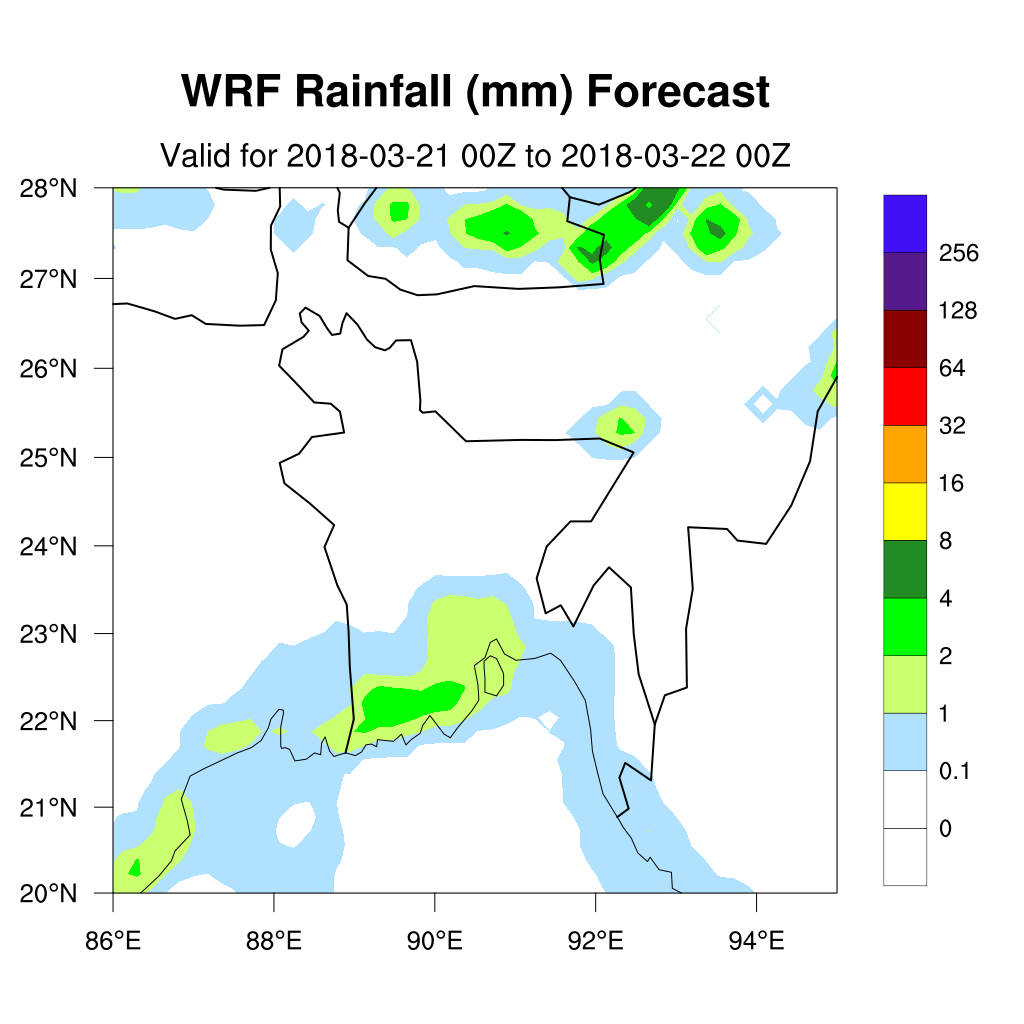 WRF Rainfall (mm) Forecast
Valid for 2018-03-21 00Z to 2018-03-22 00Z
28°N
27°N
26°N
25°N
24°N
23°N
22°N
21°N
20°N
86°E 88°E 90°E 92°E 94°E
256
128
64
32
16
8
4
2
1
0.1
0